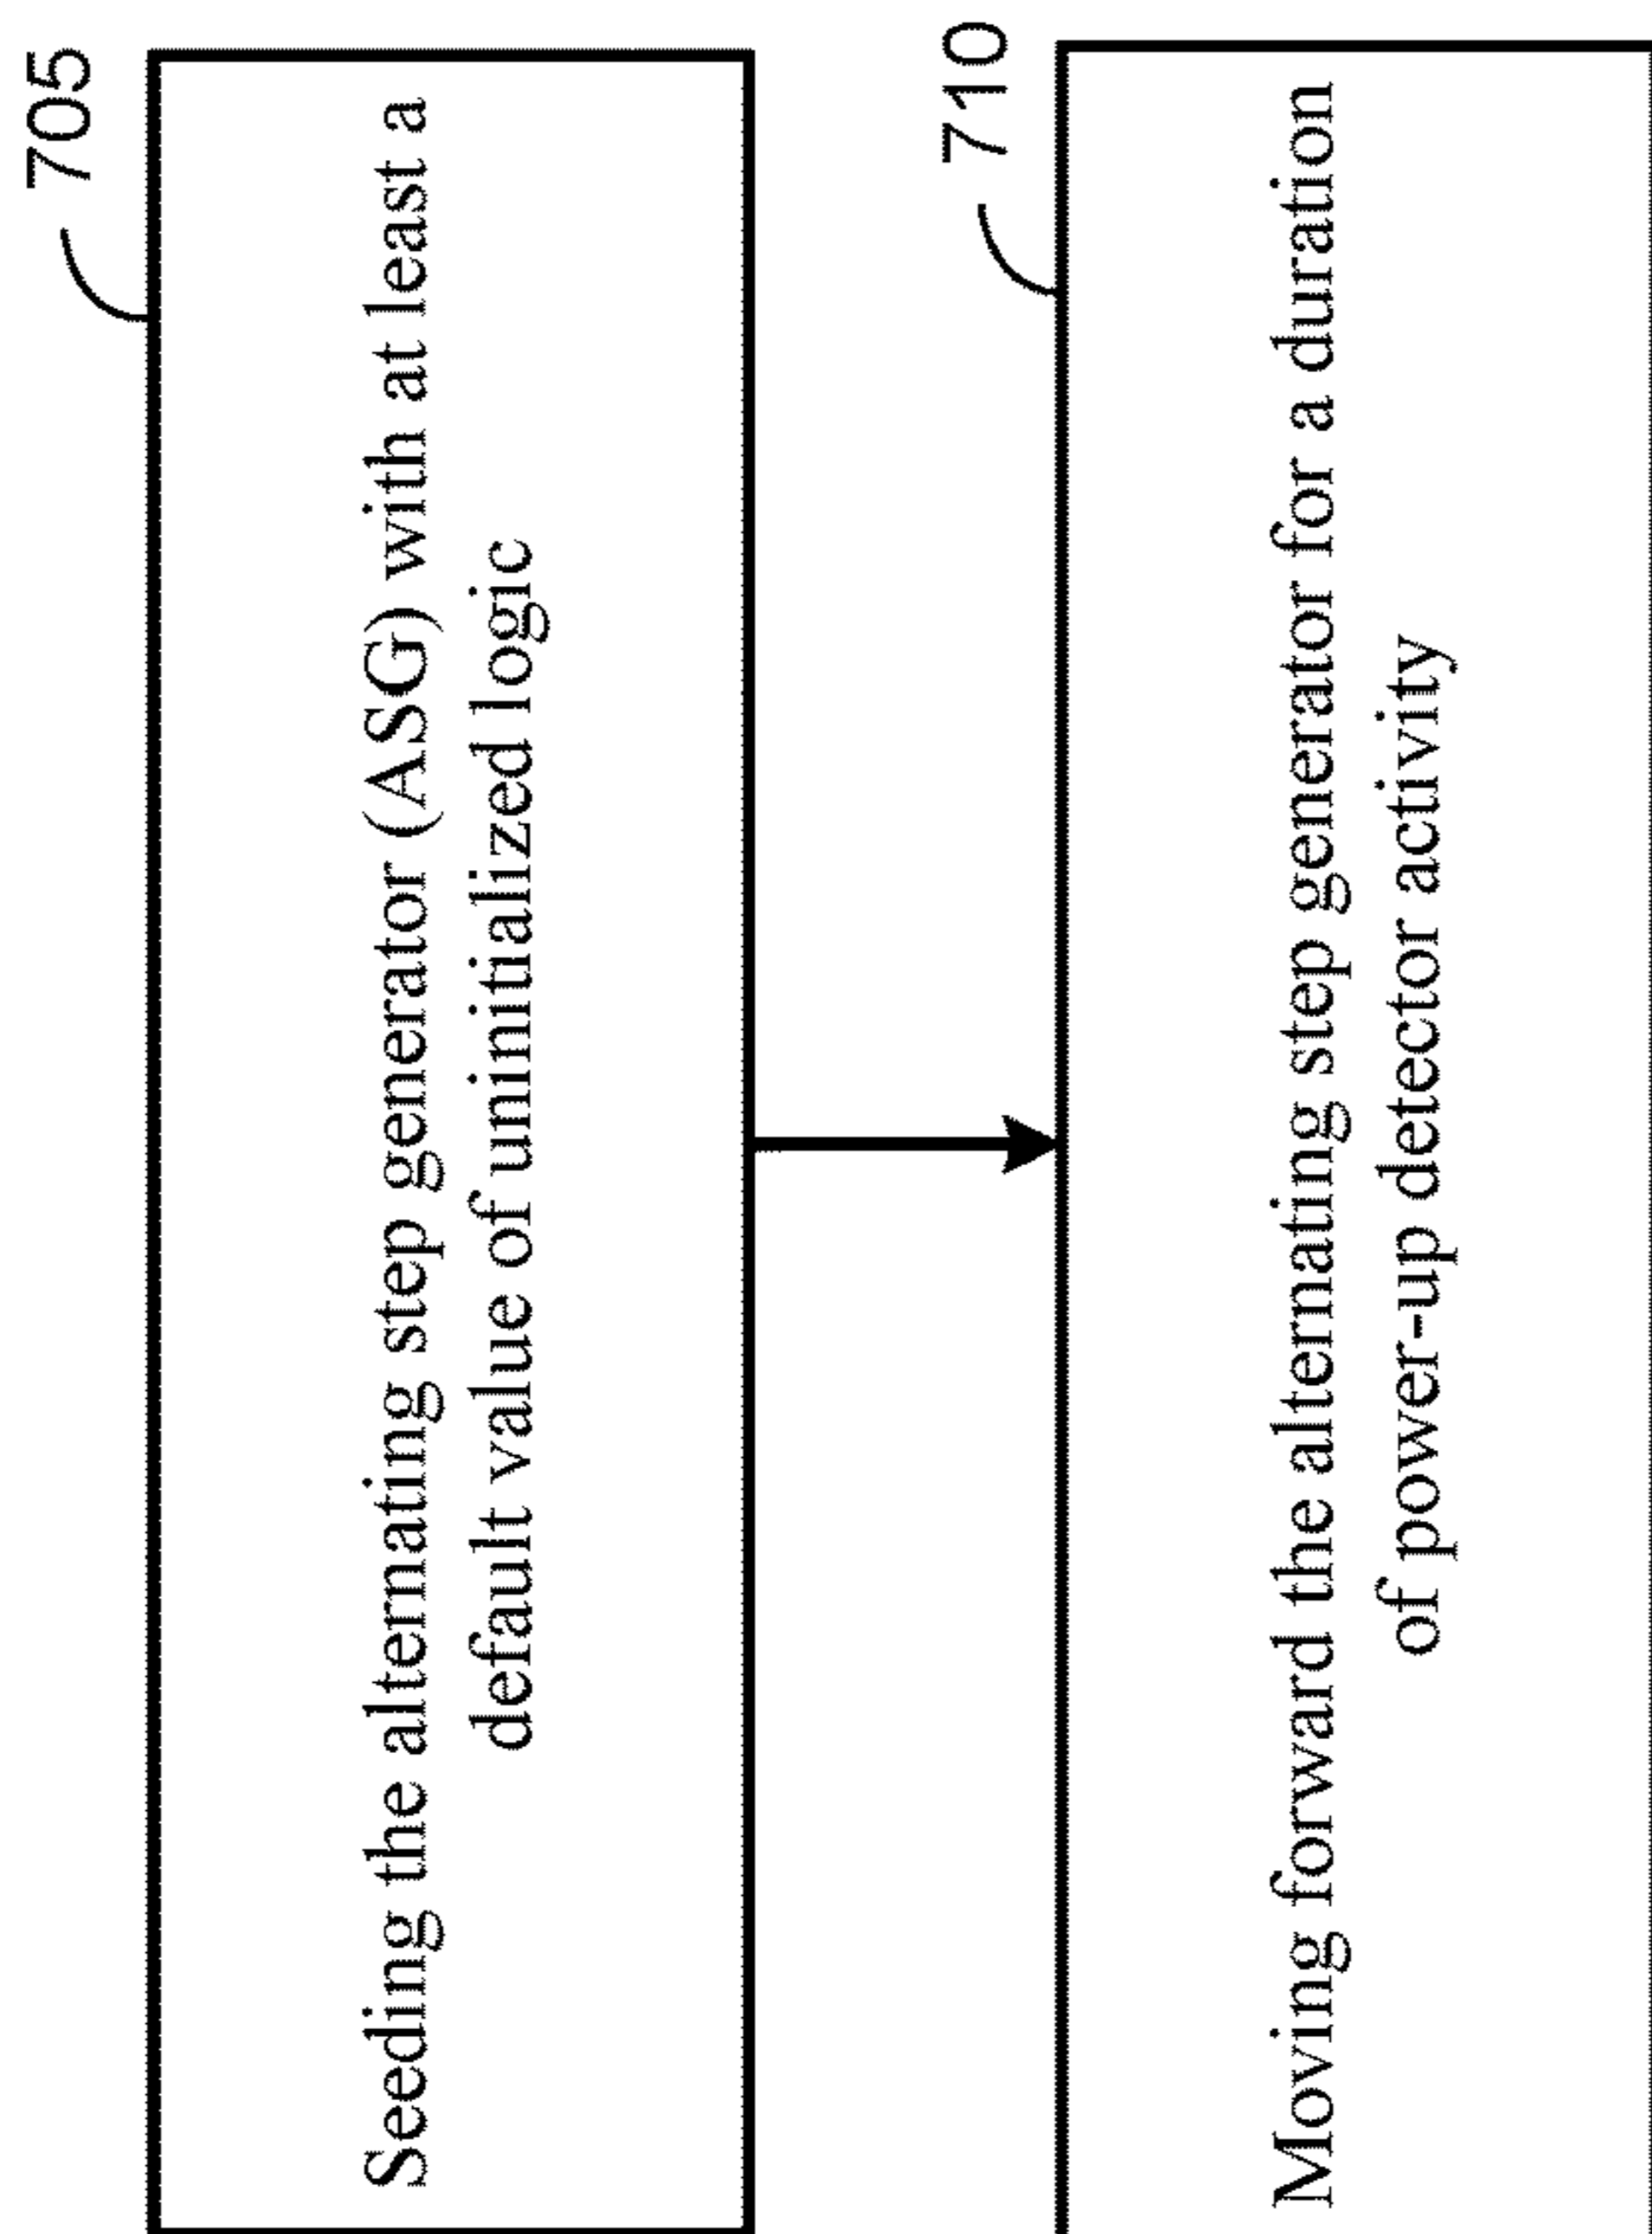 705
Seeding the alternating step generator (ASG) with at least a
default value of uninitialized logic
710
Moving forward the alternating step generator for a duration
of power-up detector activity